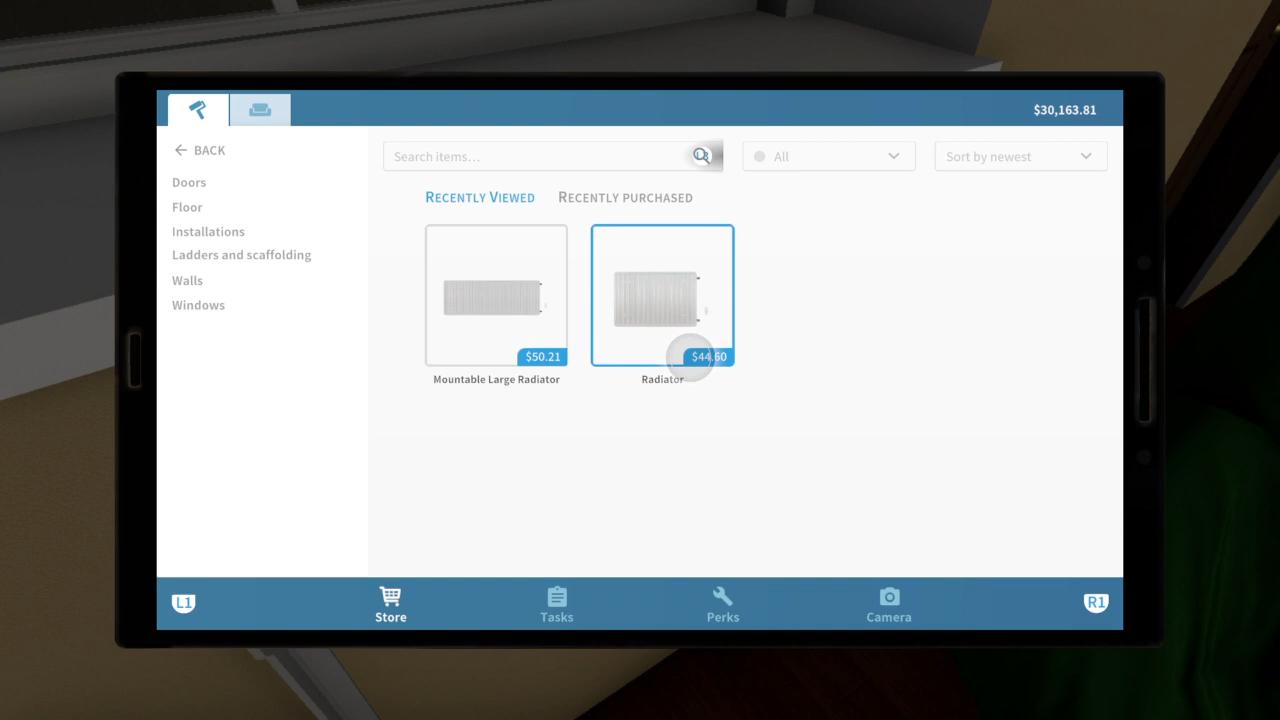 $30,163.81
BACK
Search items...
All
Sort by newest
Doors
Floor
Installations
Ladders and scaffolding
Walls
Windows
RECENTLY VIEWED
RECENTLY PURCHASED
$50.21
$44.60
Mountable Large Radiator
Radiator
L1
Store
Tasks
Perks
Camera
R1